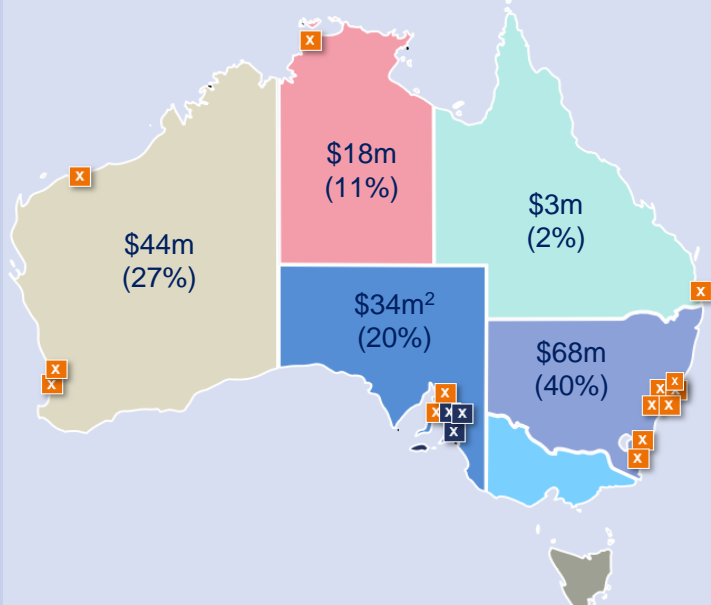 X
$18m
(11%)
X
$3m
(2%)
$44m
(27%)
X
$34m²
(20%)
$68m
(40%)
X
X
X
X
X
X X
X X X
X
X
X